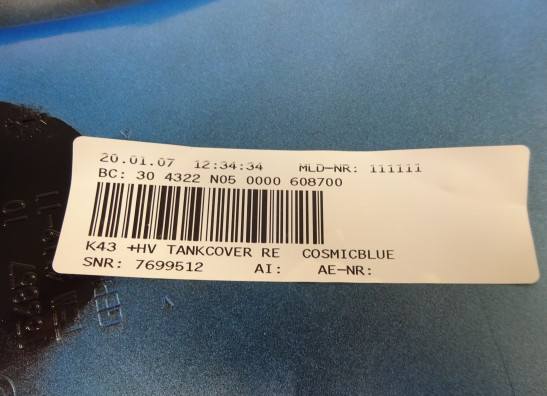 20.01.07 12:34:34 MLD-NR: 111111
BC: 30 4322 N05 0000 608700
K43 +HV TANKCOVER RE COSMICBLUE
SNR: 7699512 AI: AE-NR: